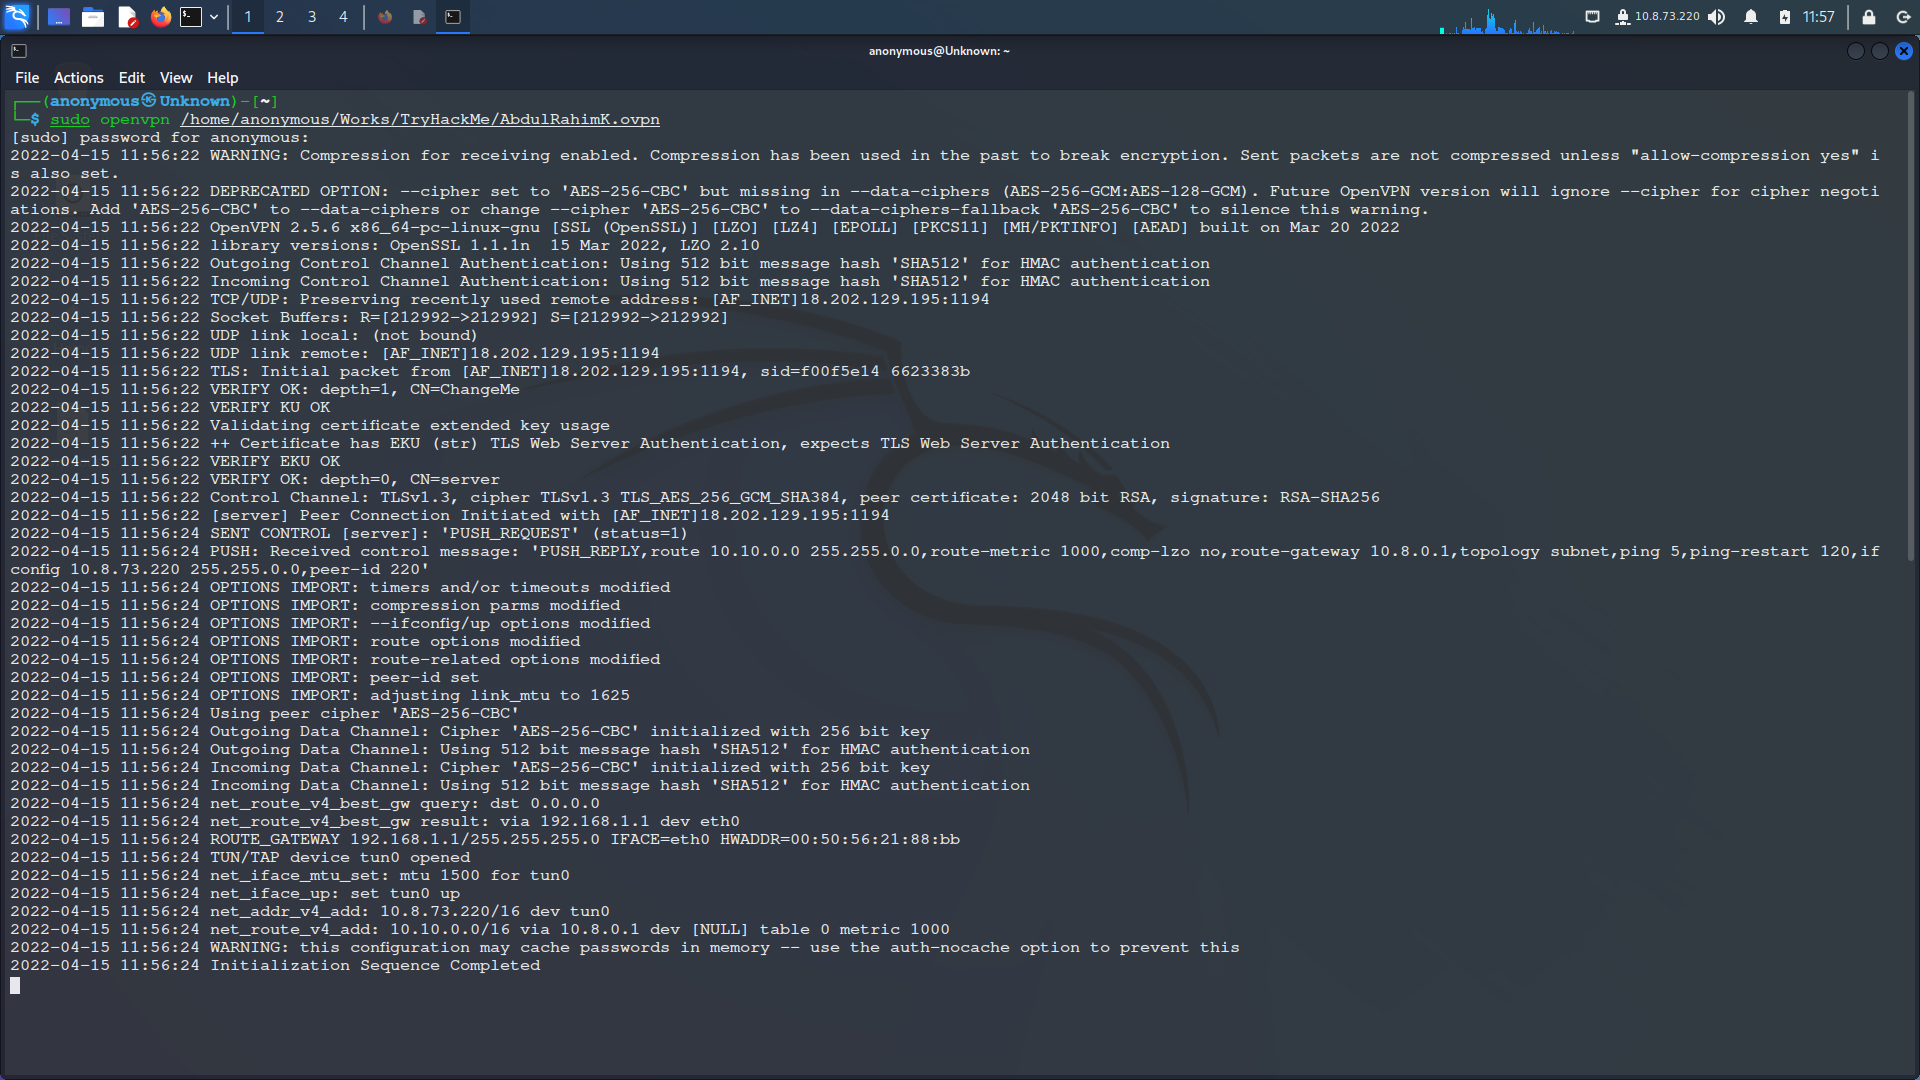 1 2 3 4 10.8.73.220 11:57
anonymous@Unknown: ~
File Actions Edit View Help
┌──(anonymous㉿Unknown)-[~]
└─$ sudo openvpn /home/anonymous/Works/TryHackMe/AbdulRahimK.ovpn
[sudo] password for anonymous:
2022-04-15 11:56:22 WARNING: Compression for receiving enabled. Compression has been used in the past to break encryption. Sent packets are not compressed unless "allow-compression yes" i
s also set.
2022-04-15 11:56:22 DEPRECATED OPTION: --cipher set to 'AES-256-CBC' but missing in --data-ciphers (AES-256-GCM:AES-128-GCM). Future OpenVPN version will ignore --cipher for cipher negoti
ations. Add 'AES-256-CBC' to --data-ciphers or change --cipher 'AES-256-CBC' to --data-ciphers-fallback 'AES-256-CBC' to silence this warning.
2022-04-15 11:56:22 OpenVPN 2.5.6 x86_64-pc-linux-gnu [SSL (OpenSSL)] [LZO] [LZ4] [EPOLL] [PKCS11] [MH/PKTINFO] [AEAD] built on Mar 20 2022
2022-04-15 11:56:22 library versions: OpenSSL 1.1.1n  15 Mar 2022, LZO 2.10
2022-04-15 11:56:22 Outgoing Control Channel Authentication: Using 512 bit message hash 'SHA512' for HMAC authentication
2022-04-15 11:56:22 Incoming Control Channel Authentication: Using 512 bit message hash 'SHA512' for HMAC authentication
2022-04-15 11:56:22 TCP/UDP: Preserving recently used remote address: [AF_INET]18.202.129.195:1194
2022-04-15 11:56:22 Socket Buffers: R=[212992->212992] S=[212992->212992]
2022-04-15 11:56:22 UDP link local: (not bound)
2022-04-15 11:56:22 UDP link remote: [AF_INET]18.202.129.195:1194
2022-04-15 11:56:22 TLS: Initial packet from [AF_INET]18.202.129.195:1194, sid=f00f5e14 6623383b
2022-04-15 11:56:22 VERIFY OK: depth=1, CN=ChangeMe
2022-04-15 11:56:22 VERIFY KU OK
2022-04-15 11:56:22 Validating certificate extended key usage
2022-04-15 11:56:22 ++ Certificate has EKU (str) TLS Web Server Authentication, expects TLS Web Server Authentication
2022-04-15 11:56:22 VERIFY EKU OK
2022-04-15 11:56:22 VERIFY OK: depth=0, CN=server
2022-04-15 11:56:22 Control Channel: TLSv1.3, cipher TLSv1.3 TLS_AES_256_GCM_SHA384, peer certificate: 2048 bit RSA, signature: RSA-SHA256
2022-04-15 11:56:22 [server] Peer Connection Initiated with [AF_INET]18.202.129.195:1194
2022-04-15 11:56:24 SENT CONTROL [server]: 'PUSH_REQUEST' (status=1)
2022-04-15 11:56:24 PUSH: Received control message: 'PUSH_REPLY,route 10.10.0.0 255.255.0.0,route-metric 1000,comp-lzo no,route-gateway 10.8.0.1,topology subnet,ping 5,ping-restart 120,if
config 10.8.73.220 255.255.0.0,peer-id 220'
2022-04-15 11:56:24 OPTIONS IMPORT: timers and/or timeouts modified
2022-04-15 11:56:24 OPTIONS IMPORT: compression parms modified
2022-04-15 11:56:24 OPTIONS IMPORT: --ifconfig/up options modified
2022-04-15 11:56:24 OPTIONS IMPORT: route options modified
2022-04-15 11:56:24 OPTIONS IMPORT: route-related options modified
2022-04-15 11:56:24 OPTIONS IMPORT: peer-id set
2022-04-15 11:56:24 OPTIONS IMPORT: adjusting link_mtu to 1625
2022-04-15 11:56:24 Using peer cipher 'AES-256-CBC'
2022-04-15 11:56:24 Outgoing Data Channel: Cipher 'AES-256-CBC' initialized with 256 bit key
2022-04-15 11:56:24 Outgoing Data Channel: Using 512 bit message hash 'SHA512' for HMAC authentication
2022-04-15 11:56:24 Incoming Data Channel: Cipher 'AES-256-CBC' initialized with 256 bit key
2022-04-15 11:56:24 Incoming Data Channel: Using 512 bit message hash 'SHA512' for HMAC authentication
2022-04-15 11:56:24 net_route_v4_best_gw query: dst 0.0.0.0
2022-04-15 11:56:24 net_route_v4_best_gw result: via 192.168.1.1 dev eth0
2022-04-15 11:56:24 ROUTE_GATEWAY 192.168.1.1/255.255.255.0 IFACE=eth0 HWADDR=00:50:56:21:88:bb
2022-04-15 11:56:24 TUN/TAP device tun0 opened
2022-04-15 11:56:24 net_iface_mtu_set: mtu 1500 for tun0
2022-04-15 11:56:24 net_iface_up: set tun0 up
2022-04-15 11:56:24 net_addr_v4_add: 10.8.73.220/16 dev tun0
2022-04-15 11:56:24 net_route_v4_add: 10.10.0.0/16 via 10.8.0.1 dev [NULL] table 0 metric 1000
2022-04-15 11:56:24 WARNING: this configuration may cache passwords in memory -- use the auth-nocache option to prevent this
2022-04-15 11:56:24 Initialization Sequence Completed